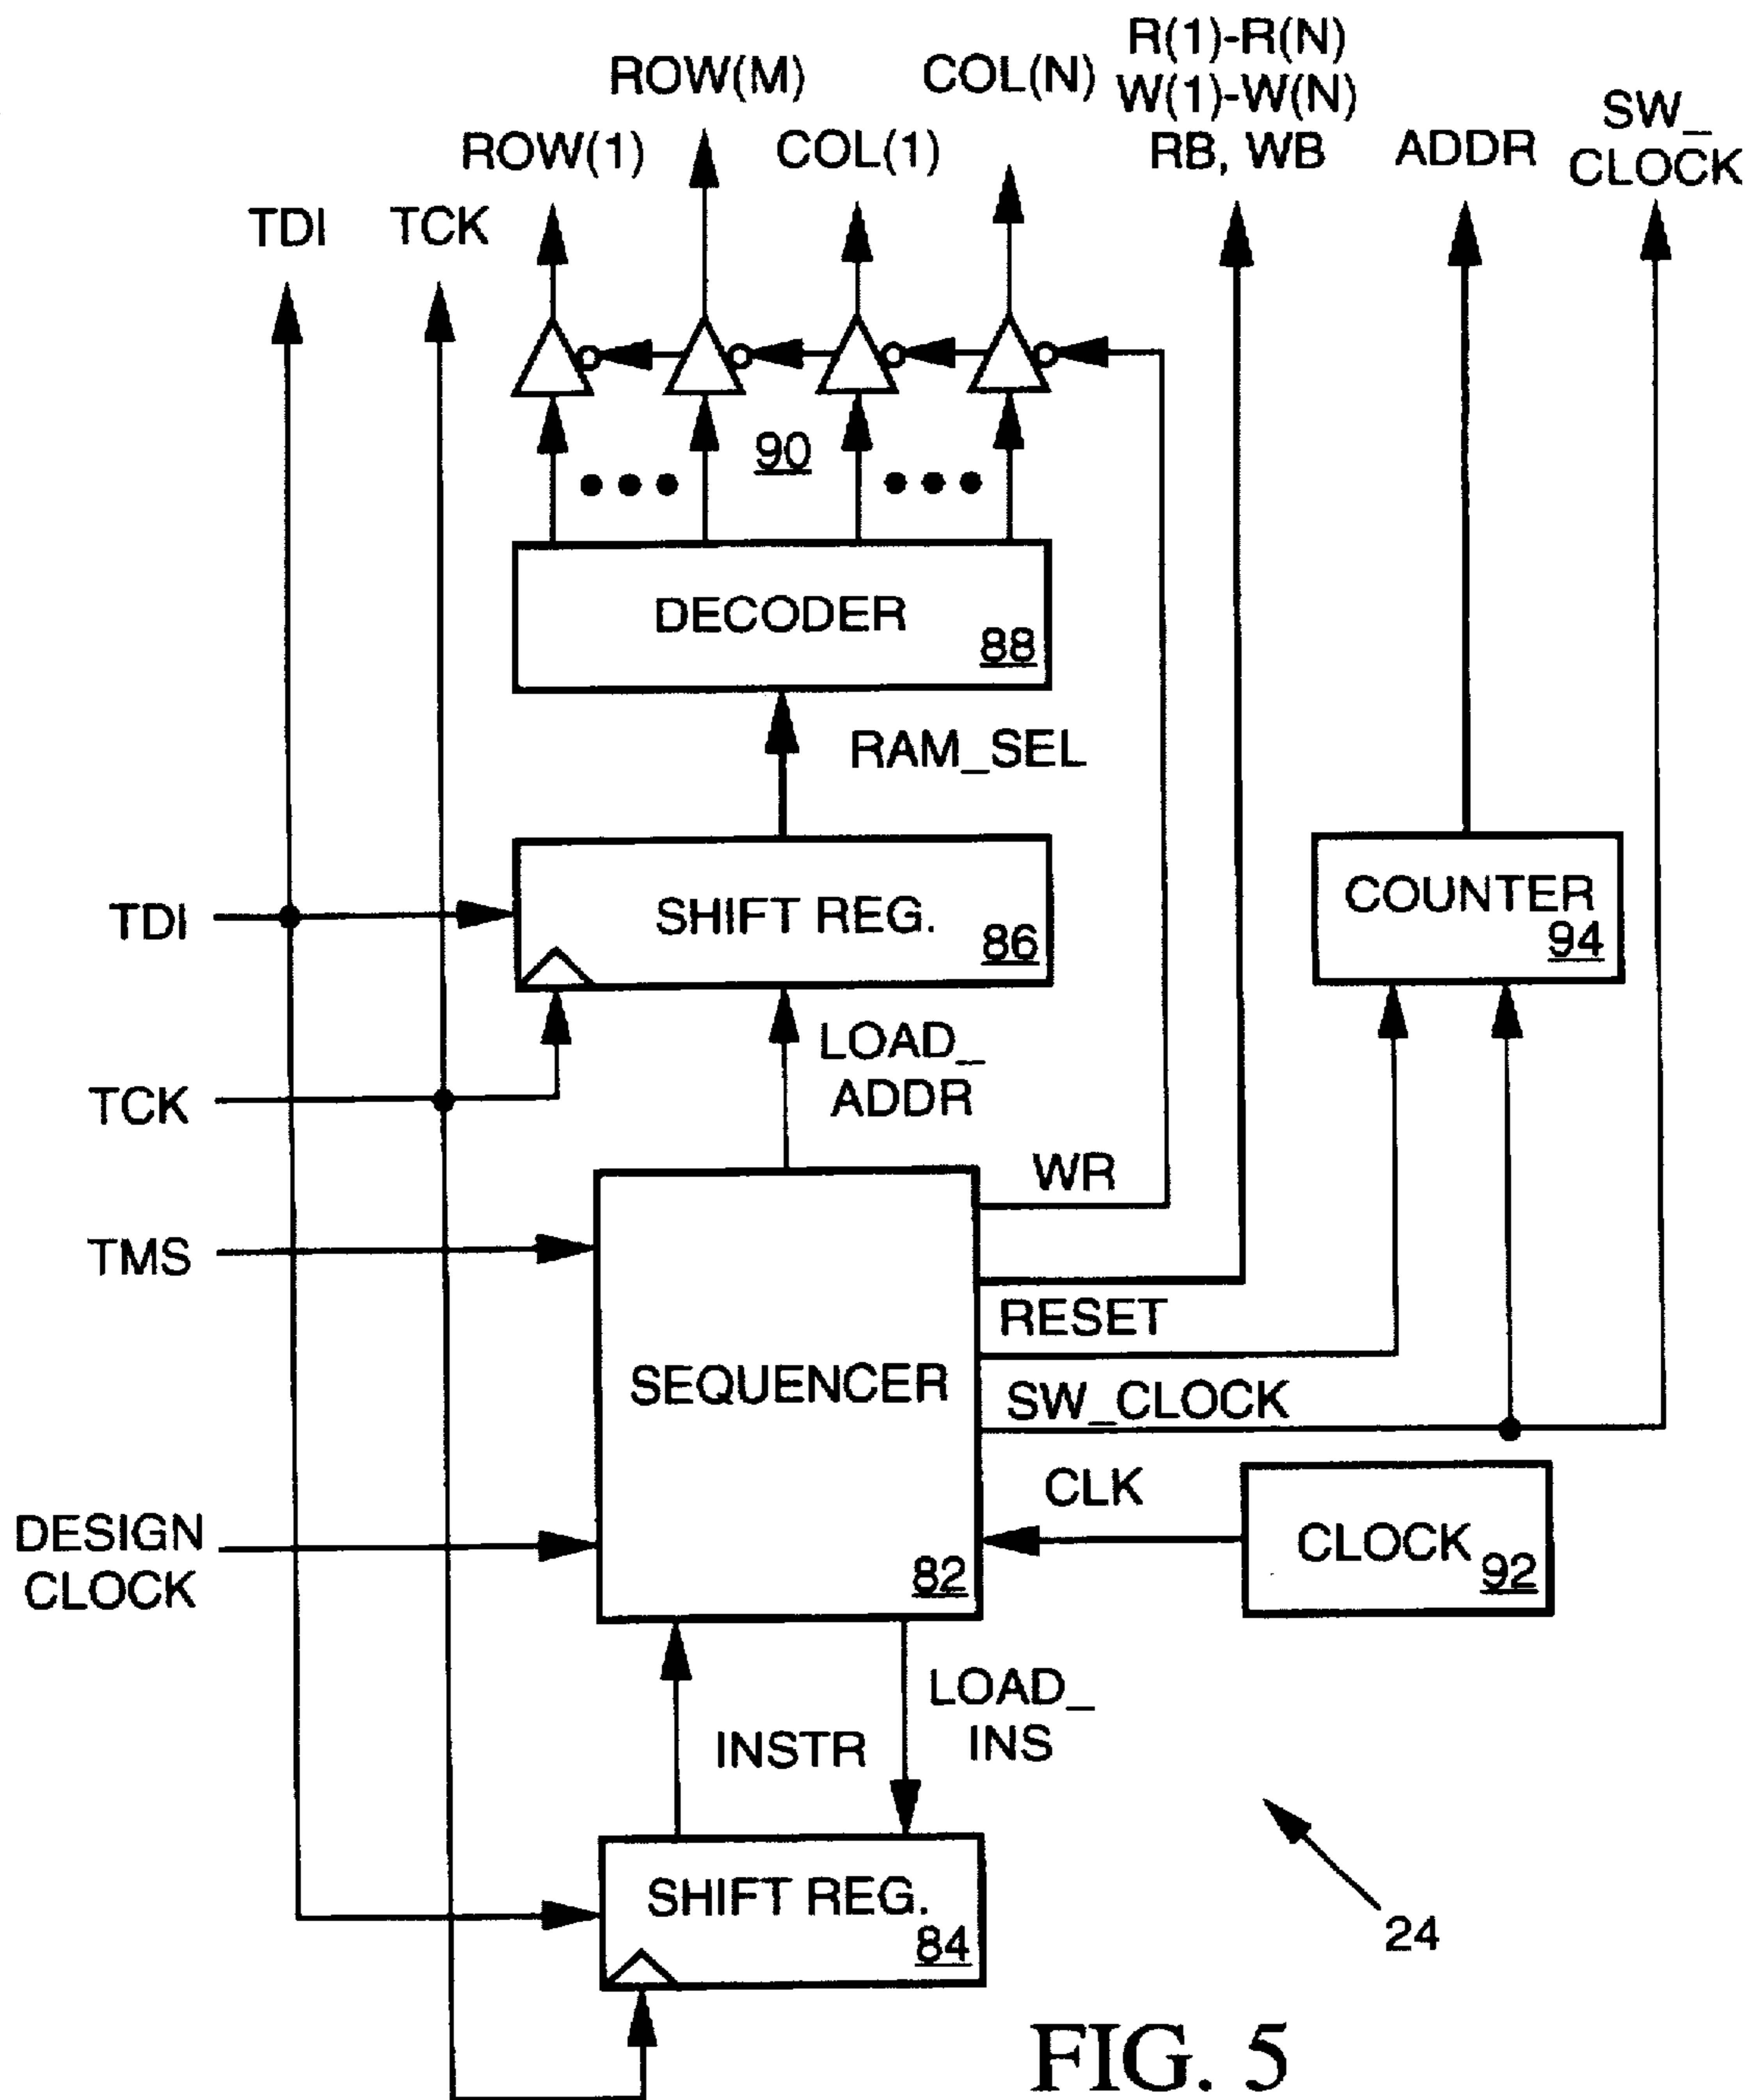 R(1)-R(N)
ROW(M)
COL(N)
W(1)-W(N)
SW_
CLOCK
ROW(1)
COL(1)
RB, WB
ADDR
TDI
TCK
90
DECODER
88
RAM_SEL
TDI
SHIFT REG.
86
COUNTER
94
LOAD_
ADDR
TCK
WR
TMS
RESET
SEQUENCER
SW_CLOCK
CLK
DESIGN
CLOCK
82
CLOCK
92
LOAD_
INS
INSTR
SHIFT REG.
84
24
FIG. 5